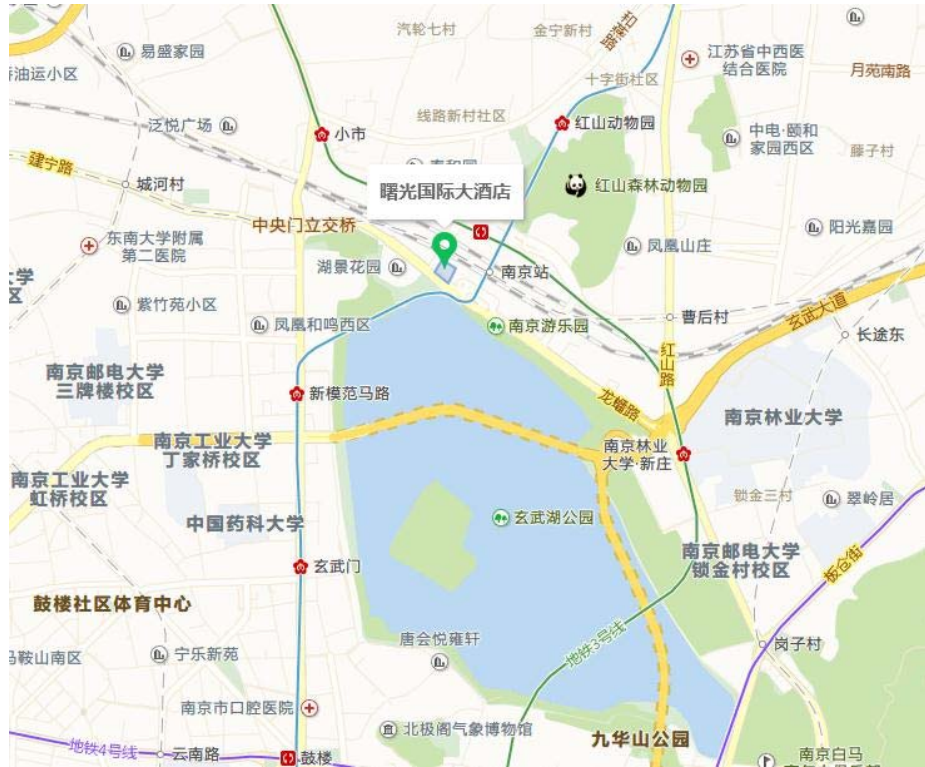 汽轮七村
金宁新村
和燕路
易盛家园
江苏省中西医
结合医院
月苑南路
桥油运小区
十字街社区
线路新村社区
泛悦广场
小市
红山动物园
中电·颐和
家园西区
藤子村
建宁路
城河村
曙光国际大酒店
红山森林动物园
中央门立交桥
东南大学附属
第二医院
阳光嘉园
凤凰山庄
湖景花园
南京站
大学
区
紫竹苑小区
凤凰和鸣西区
南京游乐园
曹后村
玄武大道
长途东
红山路
南京邮电大学
三牌楼校区
新模范马路
龙蟠路
南京林业大学
南京工业大学
丁家桥校区
南京林业
大学·新庄
南京工业大学
虹桥校区
锁金三村
翠岭居
中国药科大学
玄武湖公园
南京邮电大学
锁金村校区
板仓街
玄武门
鼓楼社区体育中心
唐会悦雍轩
地铁3号线
岗子村
马鞍山南区
宁乐新苑
南京市口腔医院
北极阁气象博物馆
九华山公园
地铁4号线
云南路
鼓楼
南京白马